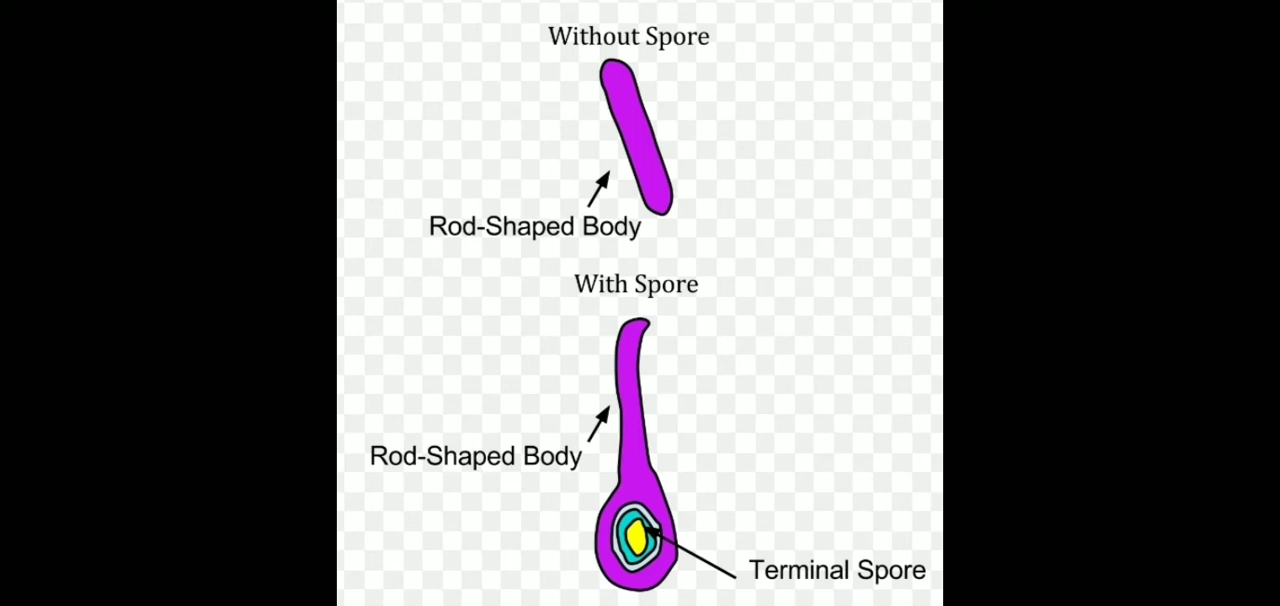 Without Spore
Rod-Shaped Body
With Spore
Rod-Shaped Body
Terminal Spore